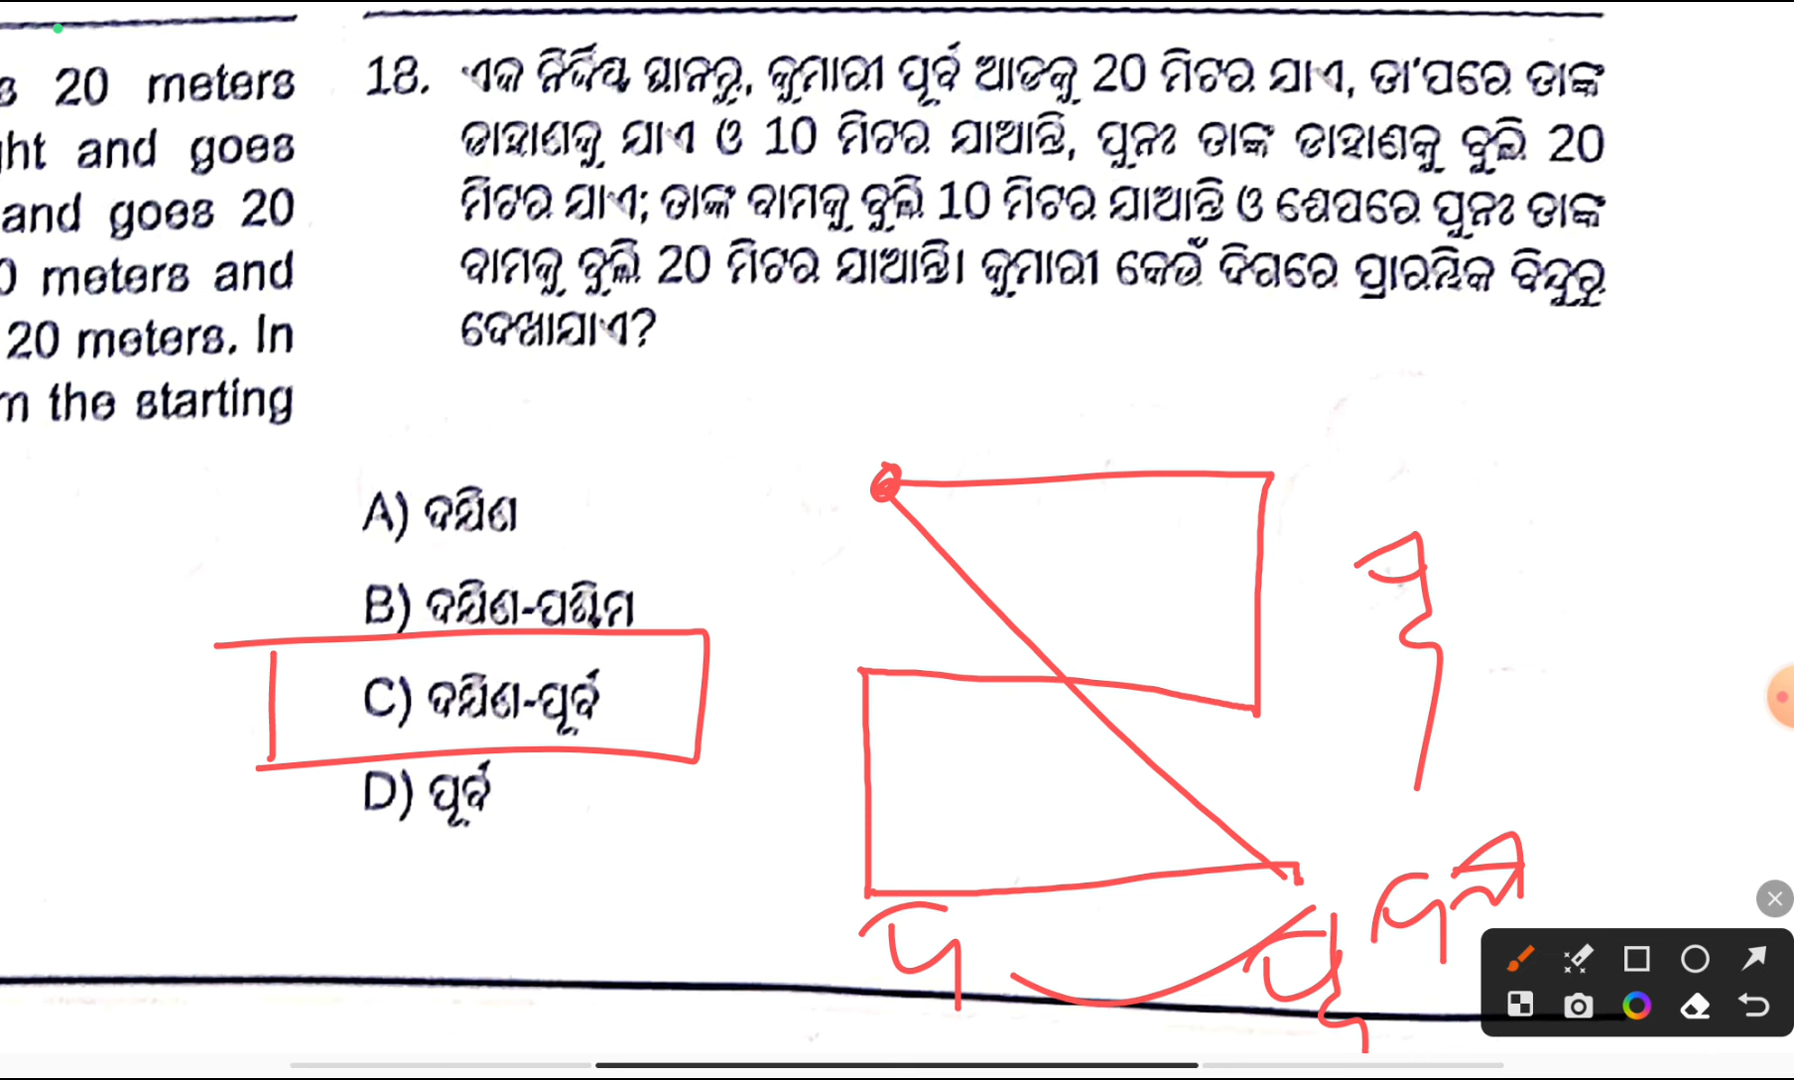 s 20 meters
ght and goes
and goes 20
0 meters and
20 meters. In
m the starting
18. ଏକ ନିର୍ଦ୍ଦିଷ୍ଟ ସ୍ଥାନରୁ, କୁମାରୀ ପୂର୍ବ ଆଡକୁ 20 ମିଟର ଯାଏ, ତା'ପରେ ତାଙ୍କ
ଡାହାଣକୁ ଯାଏ ଓ 10 ମିଟର ଯାଆନ୍ତି, ପୁନଃ ତାଙ୍କ ଡାହାଣକୁ ବୁଲି 20
ମିଟର ଯାଏ; ତାଙ୍କ ବାମକୁ ବୁଲି 10 ମିଟର ଯାଆନ୍ତି ଓ ଶେଷରେ ପୁନଃ ତାଙ୍କ
ବାମକୁ ବୁଲି 20 ମିଟର ଯାଆନ୍ତି। କୁମାରୀ କେଉଁ ଦିଗରେ ପ୍ରାରମ୍ଭିକ ବିନ୍ଦୁରୁ
ଦେଖାଯାଏ?
A) ଦକ୍ଷିଣ
B) ଦକ୍ଷିଣ-ପଶ୍ଚିମ
C) ଦକ୍ଷିଣ-ପୂର୍ବ
D) ପୂର୍ବ